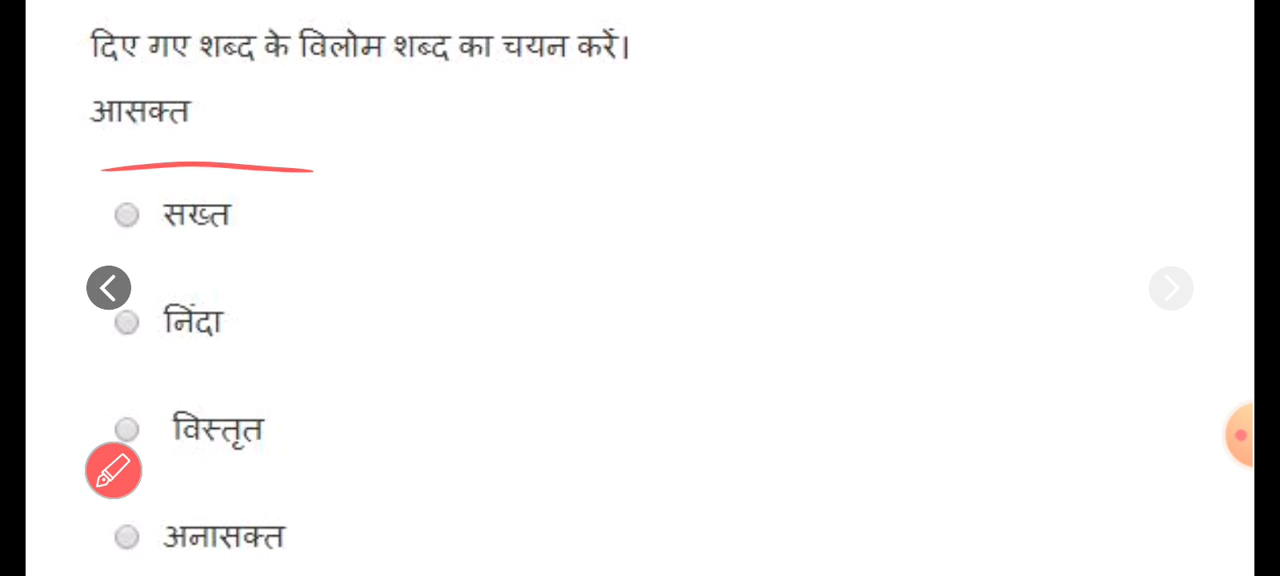 दिए गए शब्द के विलोम शब्द का चयन करें।
आसक्त
सख्त
निंदा
विस्तृत
अनासक्त